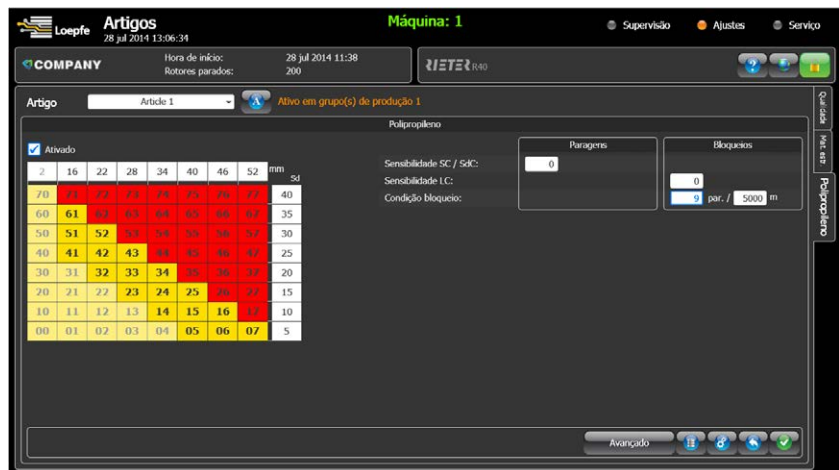 Loepfe
Artigos
28 jul 2014 13:06:34
Máquina: 1
Supervisão
Ajustes
Serviço
COMPANY
Hora de início: 28 jul 2014 11:38
Rotores parados: 200
RIETER R40
Artigo
Article 1
A
Ativo em grupo(s) de produção 1
Qualidade
Mat. estr
Polipropileno
Polipropileno
Ativado
2 16 22 28 34 40 46 52 mm
Sd
70 71 72 73 74 75 76 77 40
60 61 62 63 64 65 66 67 35
50 51 52 53 54 55 56 57 30
40 41 42 43 44 45 46 47 25
30 31 32 33 34 35 36 37 20
20 21 22 23 24 25 26 27 15
10 11 12 13 14 15 16 17 10
00 01 02 03 04 05 06 07 5
Paragens
Bloqueios
Sensibilidade SC / SdC: 0
Sensibilidade LC: 0
Condição bloqueio: 9 par. / 5000 m
Avançado